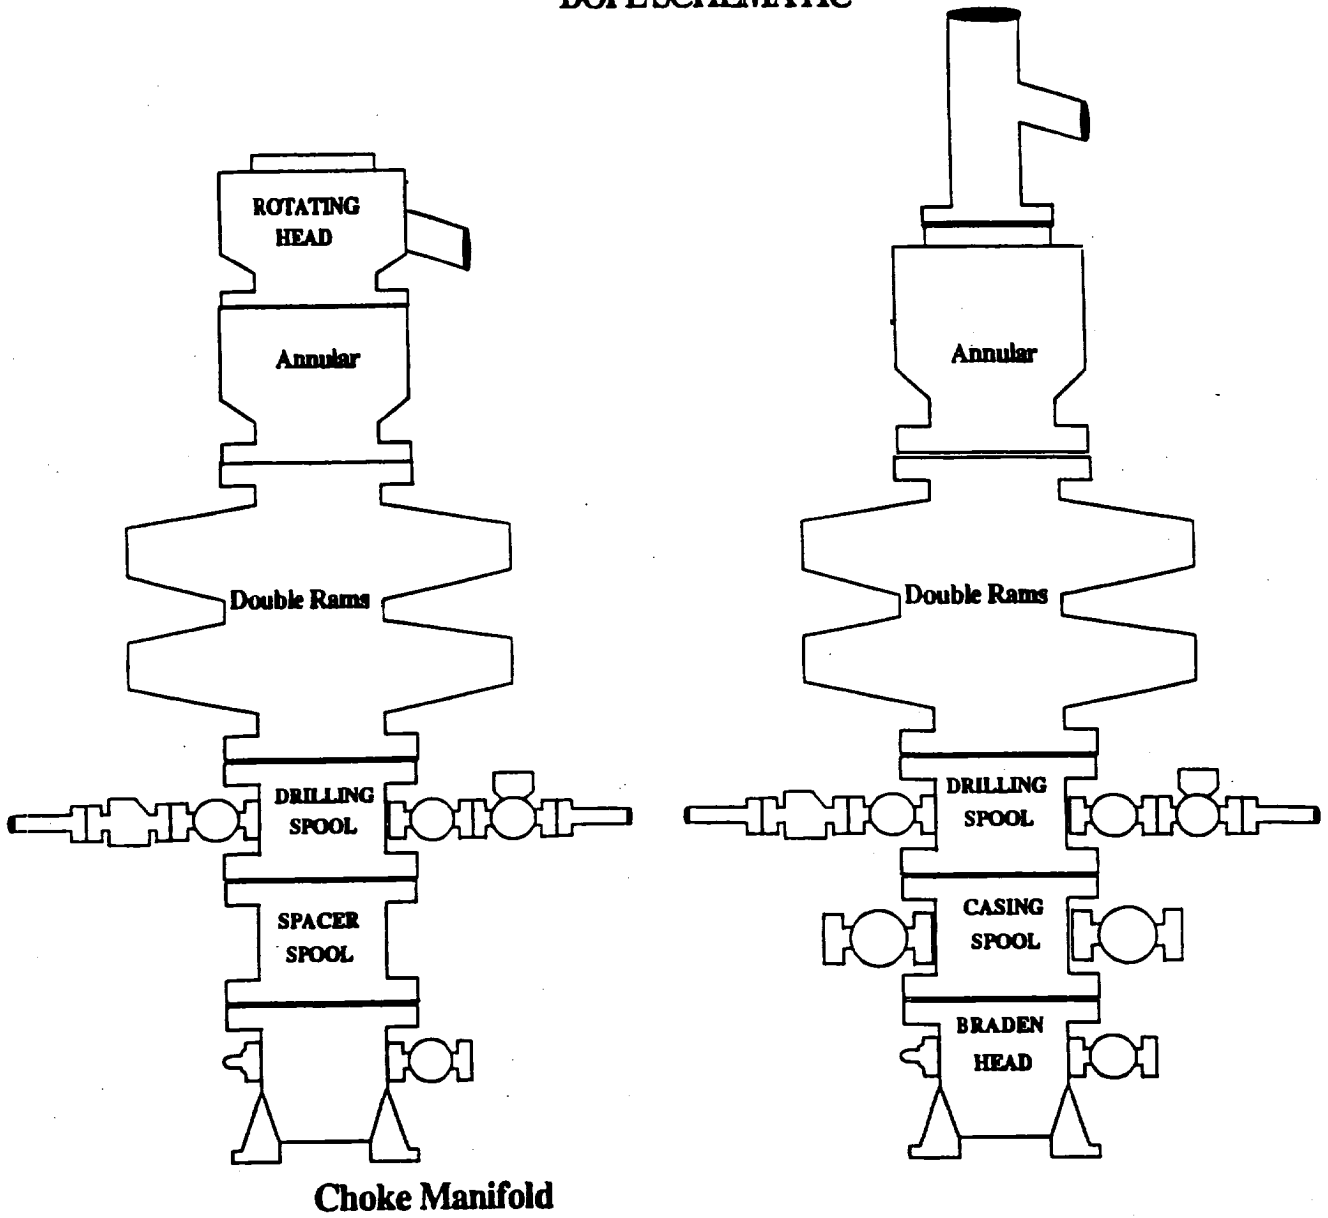 ROTATING
HEAD
Annular
Double Rams
DRILLING
SPOOL
SPACER
SPOOL
Annular
Double Rams
DRILLING
SPOOL
CASING
SPOOL
BRADEN
HEAD
Choke Manifold